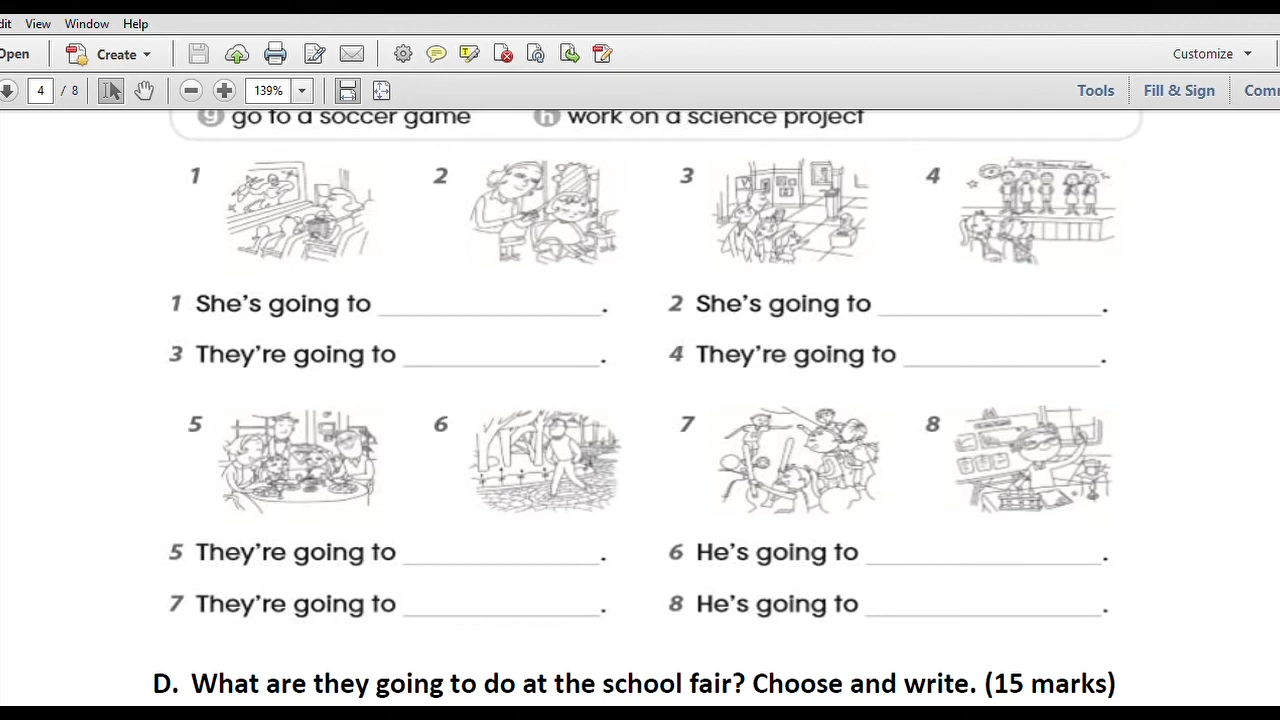 dit View Window Help
Open Create Customize
4 / 8 139% Tools Fill & Sign Comm
g go to a soccer game h work on a science project
1 2 3 4
1 She's going to ____________.
2 She's going to ____________.
3 They're going to ____________.
4 They're going to ____________.
5 6 7 8
5 They're going to ____________.
6 He's going to ____________.
7 They're going to ____________.
8 He's going to ____________.
D. What are they going to do at the school fair? Choose and write. (15 marks)